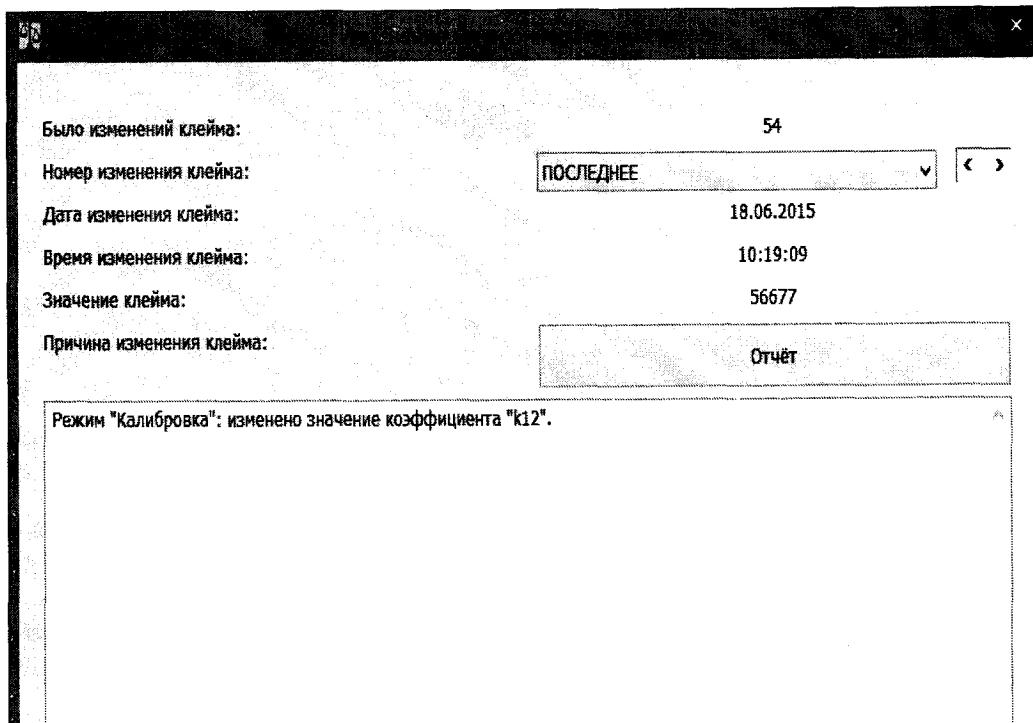 Было изменений клейма: 54
Номер изменения клейма: ПОСЛЕДНЕЕ
Дата изменения клейма: 18.06.2015
Время изменения клейма: 10:19:09
Значение клейма: 56677
Причина изменения клейма: Отчёт
Режим "Калибровка": изменено значение коэффициента "k12".